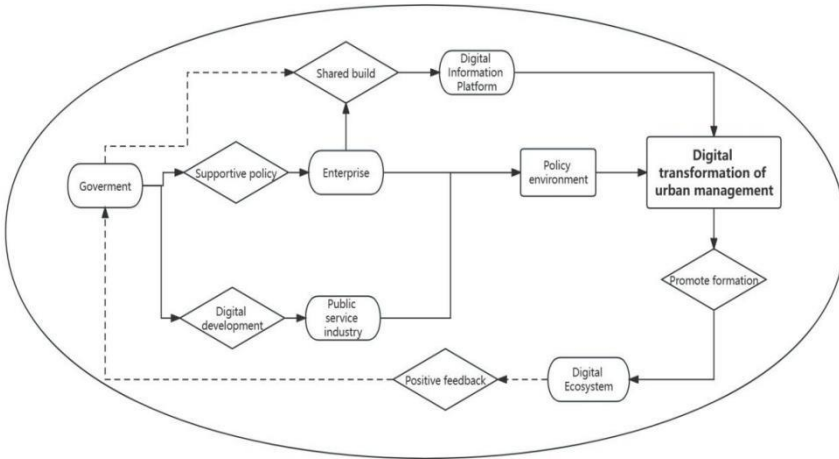 Digital
Information
Platform
Shared build
Goverment
Supportive policy
Enterprise
Policy
environment
Digital
transformation of
urban management
Promote formation
Digital
development
Public
service
industry
Positive feedback
Digital
Ecosystem